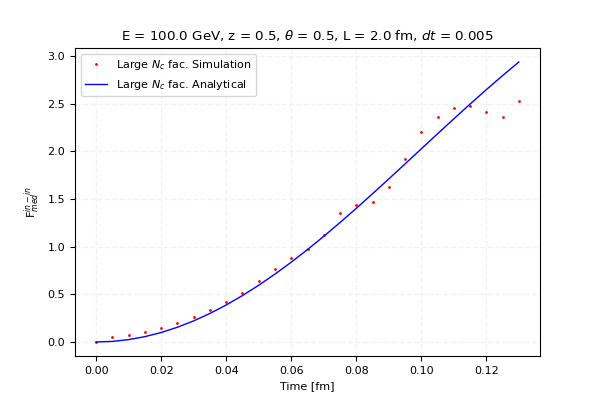 E = 100.0 GeV, z = 0.5, θ = 0.5, L = 2.0 fm, dt = 0.005
Large N_c fac. Simulation
Large N_c fac. Analytical
3.0
2.5
2.0
1.5
1.0
0.5
0.0
F_{med}^{in−in}
0.00 0.02 0.04 0.06 0.08 0.10 0.12
Time [fm]